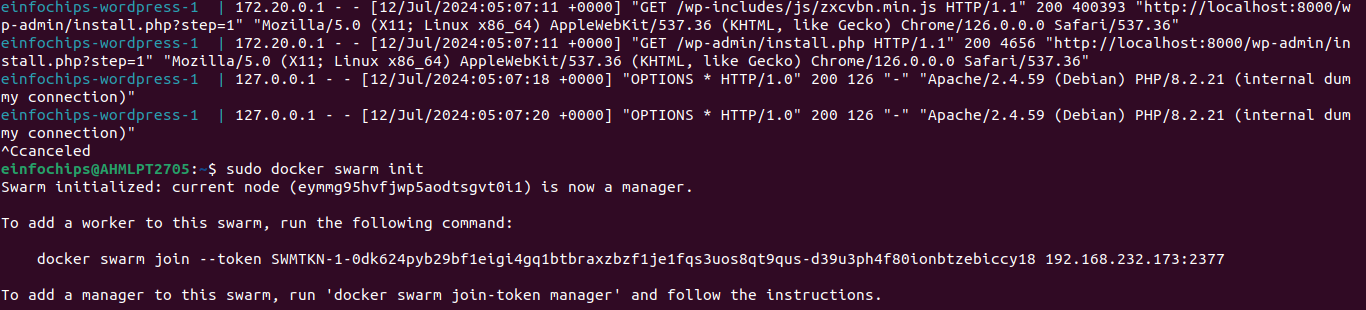 einfochips-wordpress-1  | 172.20.0.1 - - [12/Jul/2024:05:07:11 +0000] "GET /wp-includes/js/zxcvbn.min.js HTTP/1.1" 200 400393 "http://localhost:8000/w
p-admin/install.php?step=1" "Mozilla/5.0 (X11; Linux x86_64) AppleWebKit/537.36 (KHTML, like Gecko) Chrome/126.0.0.0 Safari/537.36"
einfochips-wordpress-1  | 172.20.0.1 - - [12/Jul/2024:05:07:11 +0000] "GET /wp-admin/install.php HTTP/1.1" 200 4656 "http://localhost:8000/wp-admin/in
stall.php?step=1" "Mozilla/5.0 (X11; Linux x86_64) AppleWebKit/537.36 (KHTML, like Gecko) Chrome/126.0.0.0 Safari/537.36"
einfochips-wordpress-1  | 127.0.0.1 - - [12/Jul/2024:05:07:18 +0000] "OPTIONS * HTTP/1.0" 200 126 "-" "Apache/2.4.59 (Debian) PHP/8.2.21 (internal dum
my connection)"
einfochips-wordpress-1  | 127.0.0.1 - - [12/Jul/2024:05:07:20 +0000] "OPTIONS * HTTP/1.0" 200 126 "-" "Apache/2.4.59 (Debian) PHP/8.2.21 (internal dum
my connection)"
^Ccanceled
einfochips@AHMLPT2705:~$ sudo docker swarm init
Swarm initialized: current node (eymmg95hvfjwp5aodtsgvt0i1) is now a manager.
To add a worker to this swarm, run the following command:
docker swarm join --token SWMTKN-1-0dk624pyb29bf1eigi4gq1btbraxzbzf1je1fqs3uos8qt9qus-d39u3ph4f80ionbtzebiccy18 192.168.232.173:2377
To add a manager to this swarm, run 'docker swarm join-token manager' and follow the instructions.